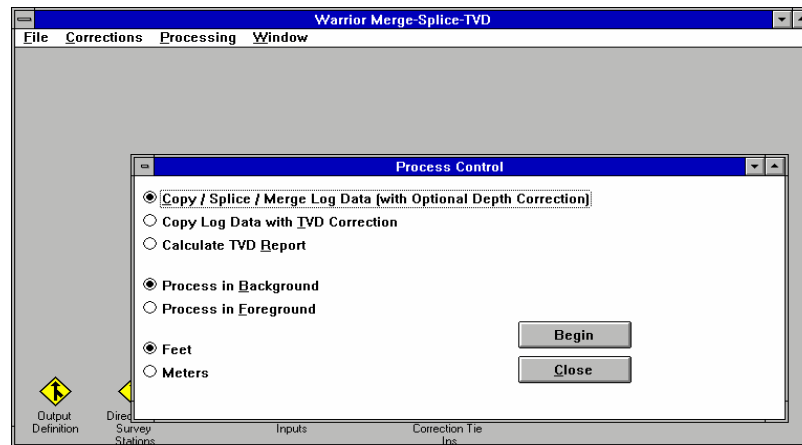 Warrior Merge-Splice-TVD
File Corrections Processing Window
Process Control
Copy / Splice / Merge Log Data (with Optional Depth Correction)
Copy Log Data with TVD Correction
Calculate TVD Report
Process in Background
Process in Foreground
Feet
Meters
Begin
Close
Output
Definition
Survey
Stations
Inputs
Correction Tie
Ins